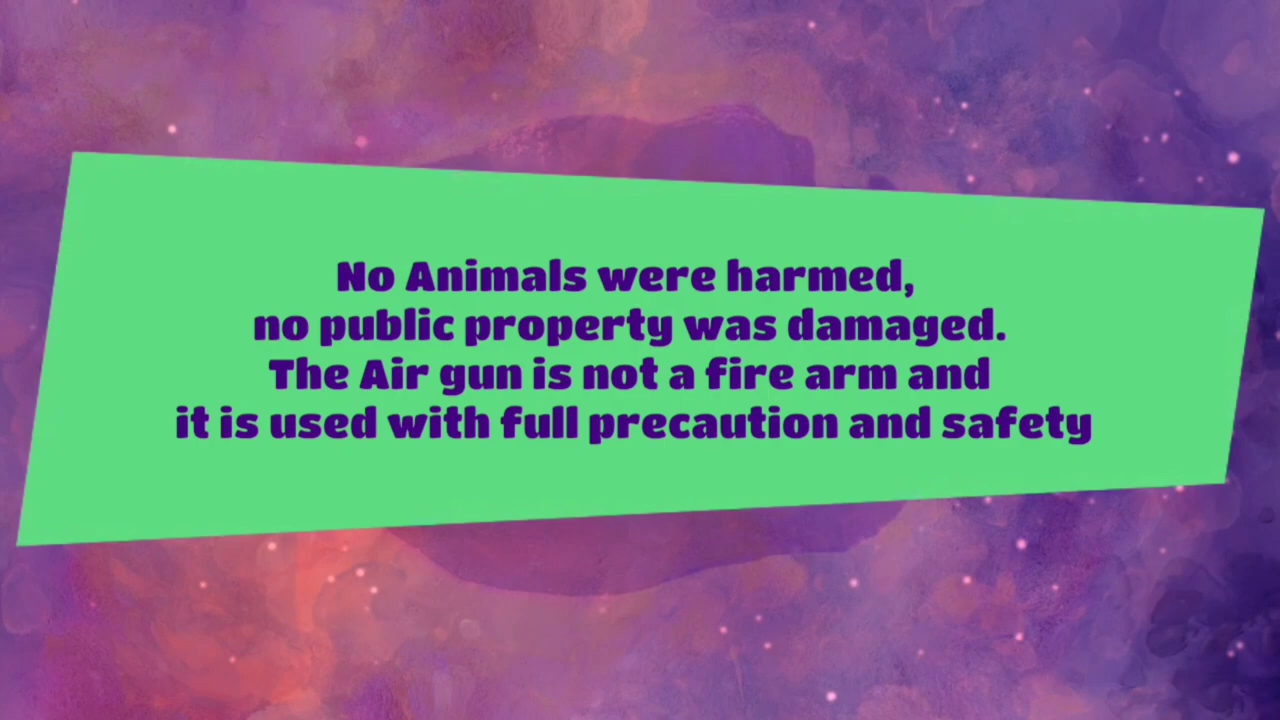 No Animals were harmed,
no public property was damaged.
The Air gun is not a fire arm and
it is used with full precaution and safety